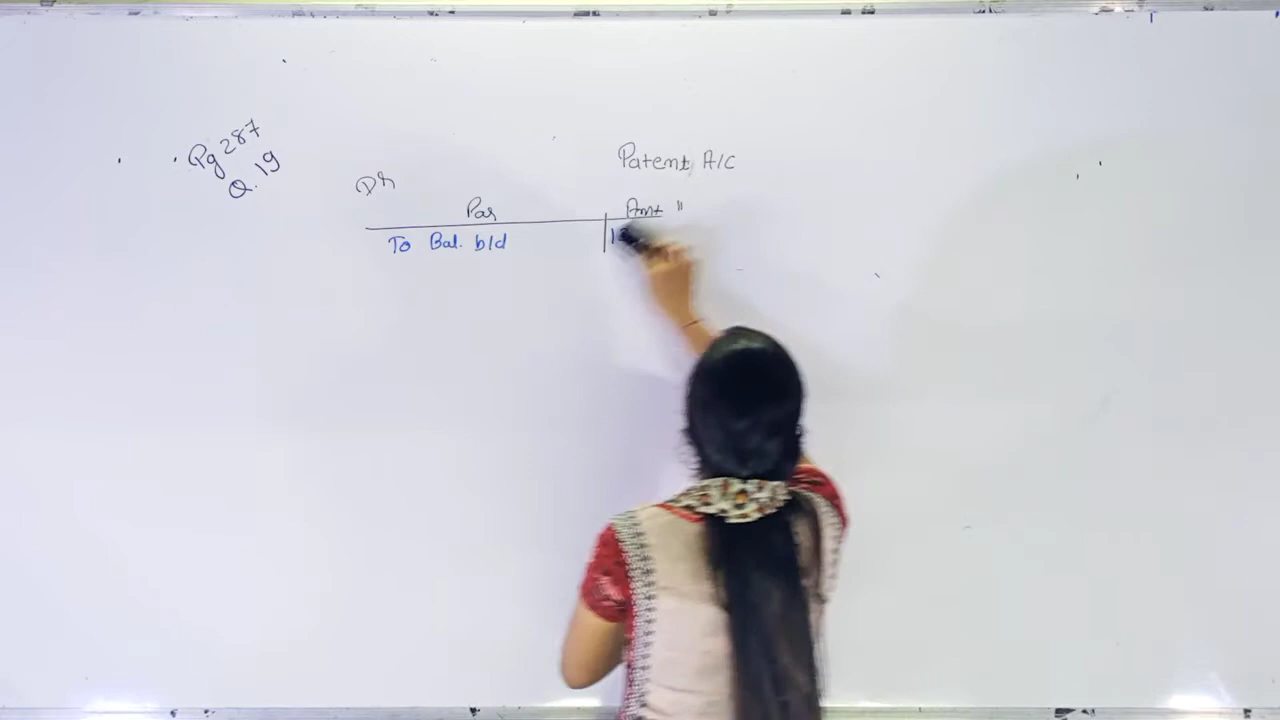 Pg 287
Q. 19
Patent A/C
Dr
Par Amt "
To Bal. b/d